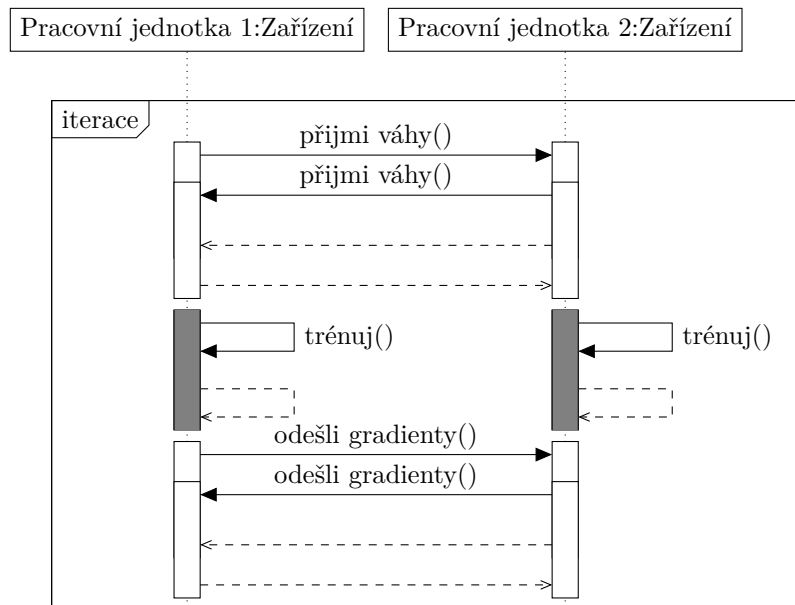 Pracovní jednotka 1:Zařízení
Pracovní jednotka 2:Zařízení
iterace
přijmi váhy()
přijmi váhy()
trénuj()
trénuj()
odešli gradienty()
odešli gradienty()